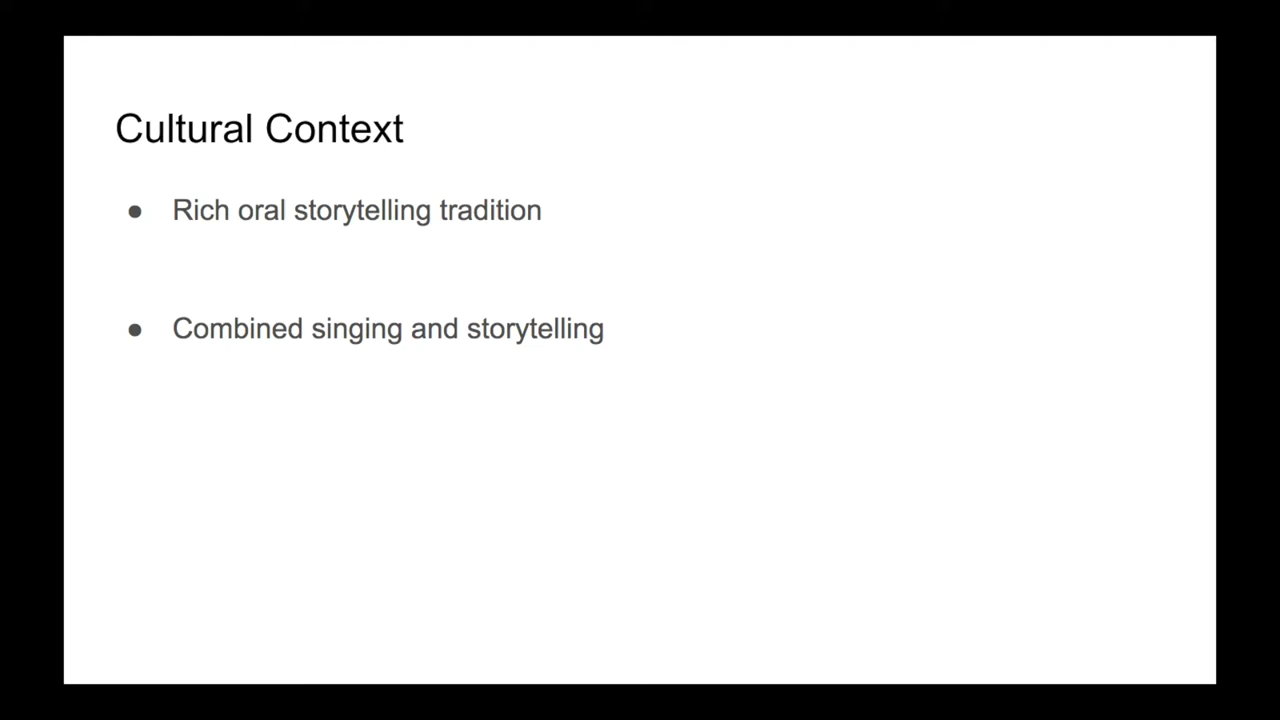 Cultural Context
● Rich oral storytelling tradition
● Combined singing and storytelling